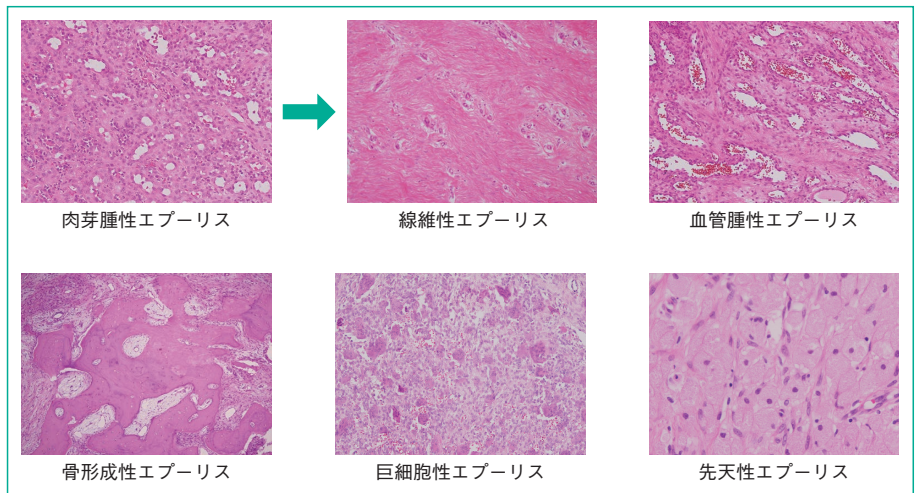 肉芽腫性エプーリス
線維性エプーリス
血管腫性エプーリス
骨形成性エプーリス
巨細胞性エプーリス
先天性エプーリス